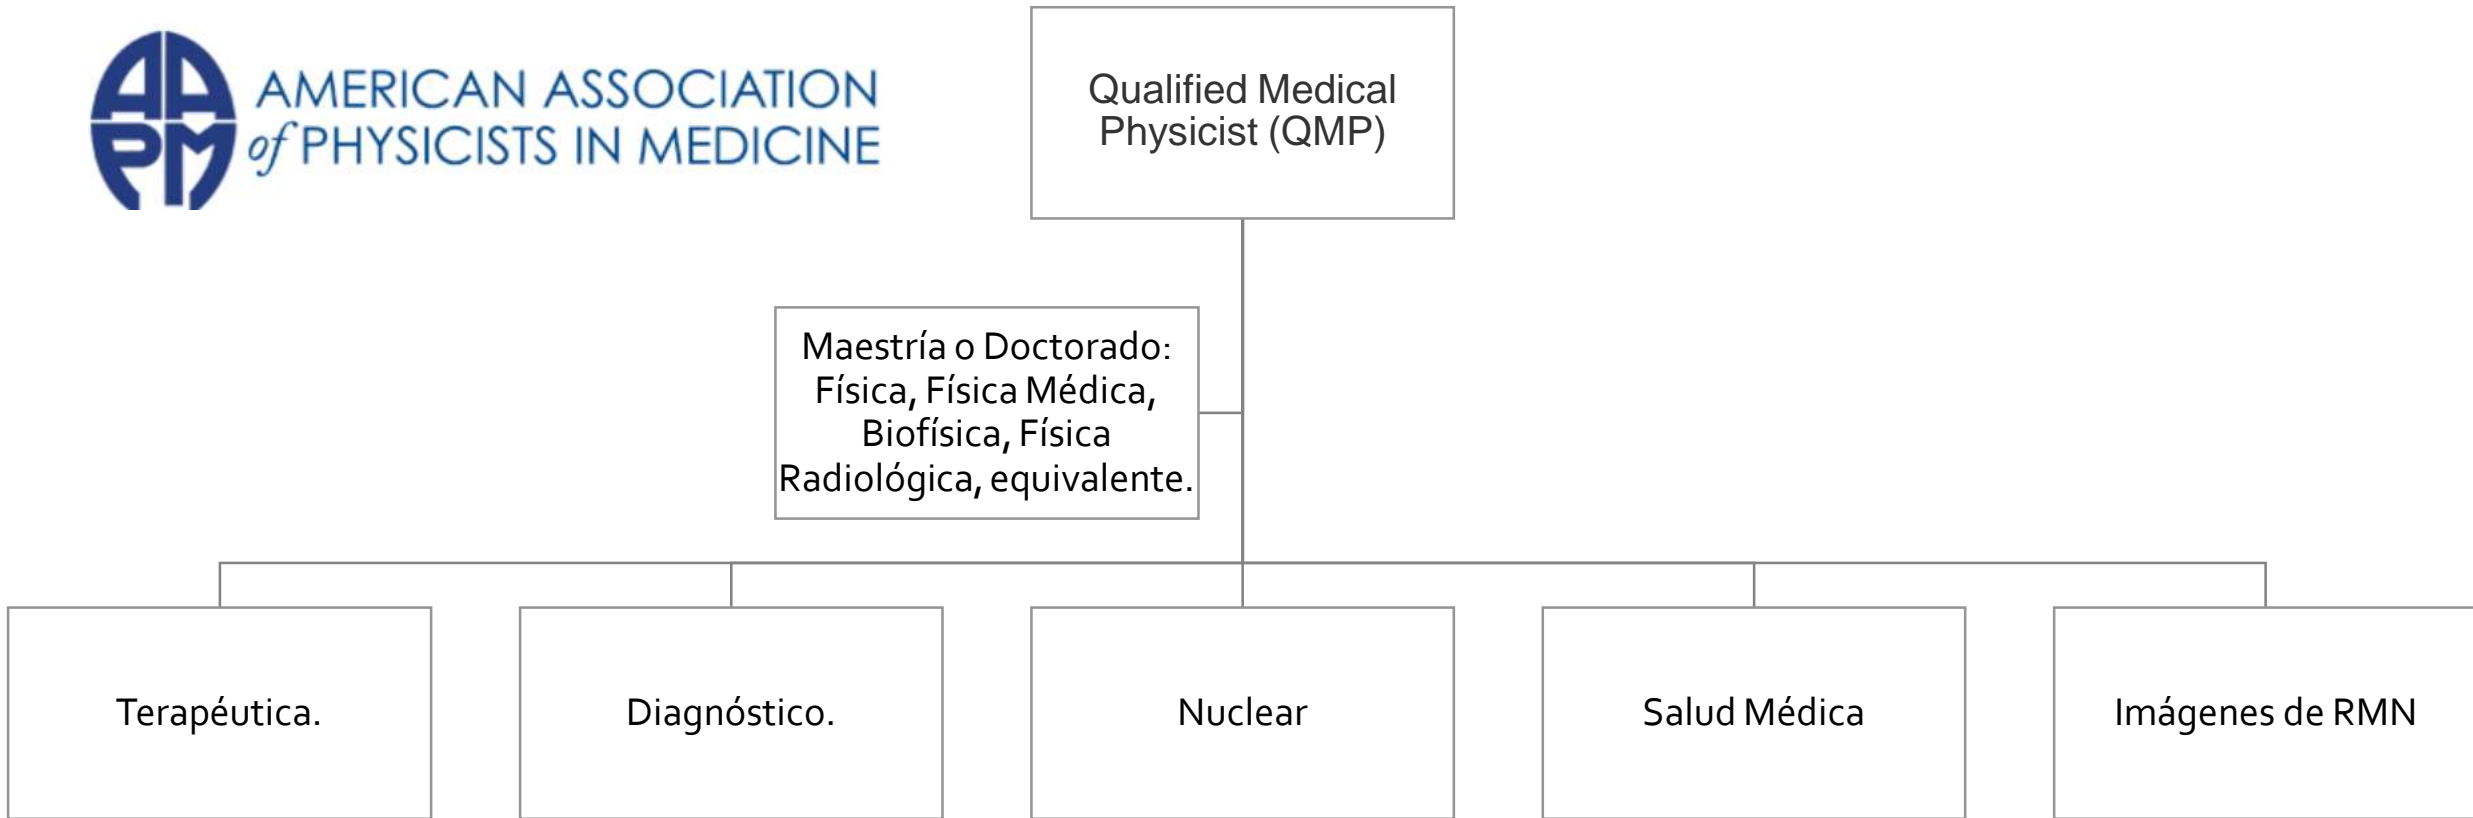 AAPM
AMERICAN ASSOCIATION
of PHYSICISTS IN MEDICINE
Qualified Medical
Physicist (QMP)
Maestría o Doctorado:
Física, Física Médica,
Biofísica, Física
Radiológica, equivalente.
Terapéutica.
Diagnóstico.
Nuclear
Salud Médica
Imágenes de RMN